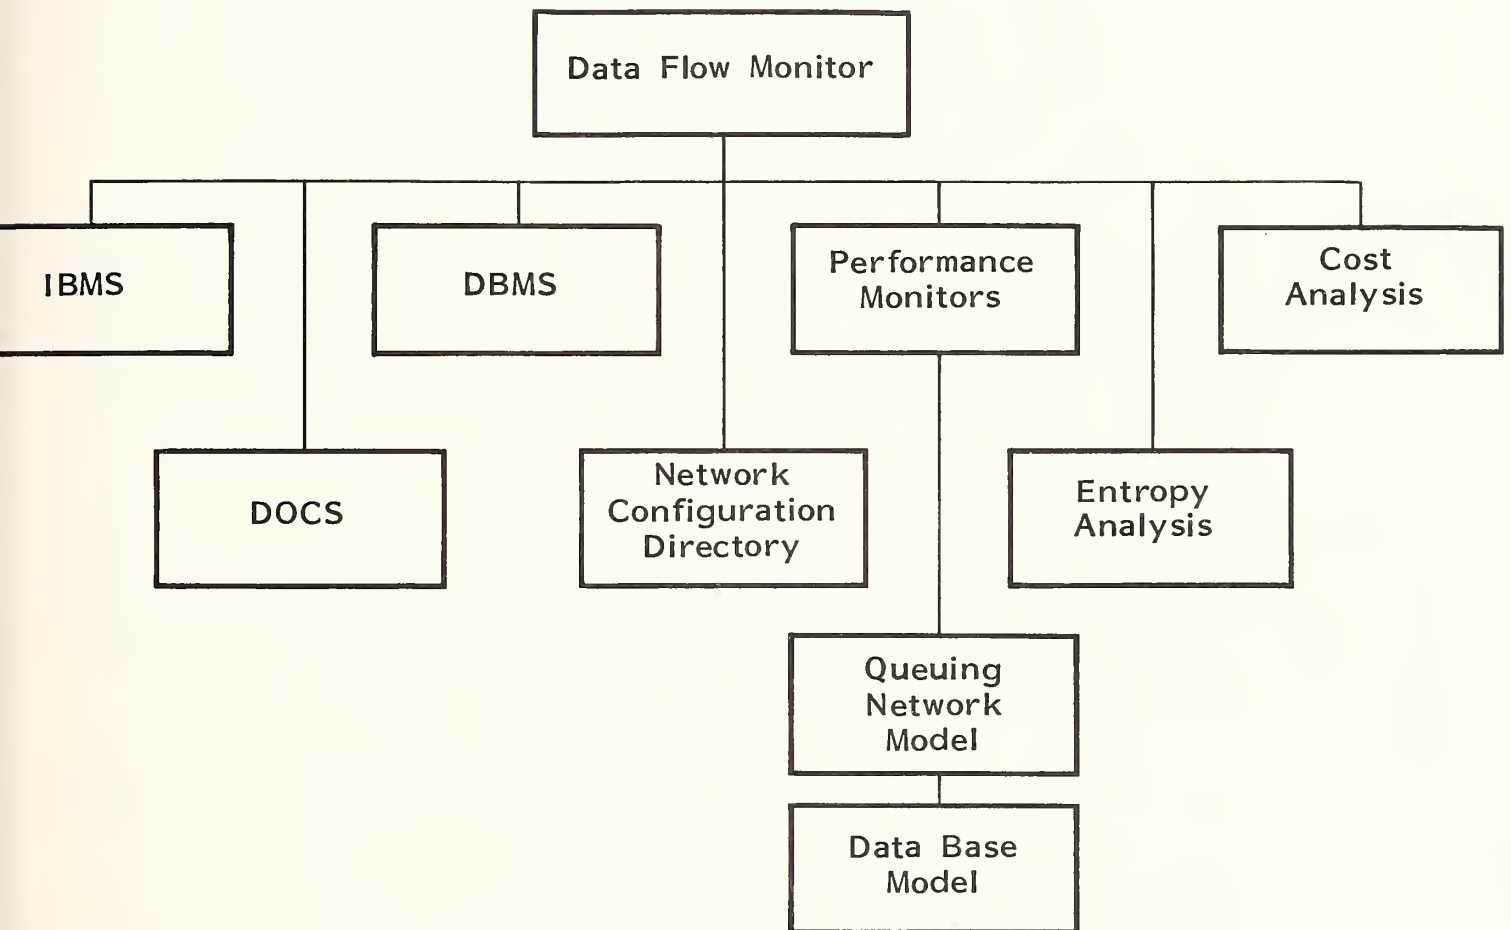 Data Flow Monitor
IBMS
DBMS
Performance
Monitors
Cost
Analysis
DOCS
Network
Configuration
Directory
Entropy
Analysis
Queuing
Network
Model
Data Base
Model